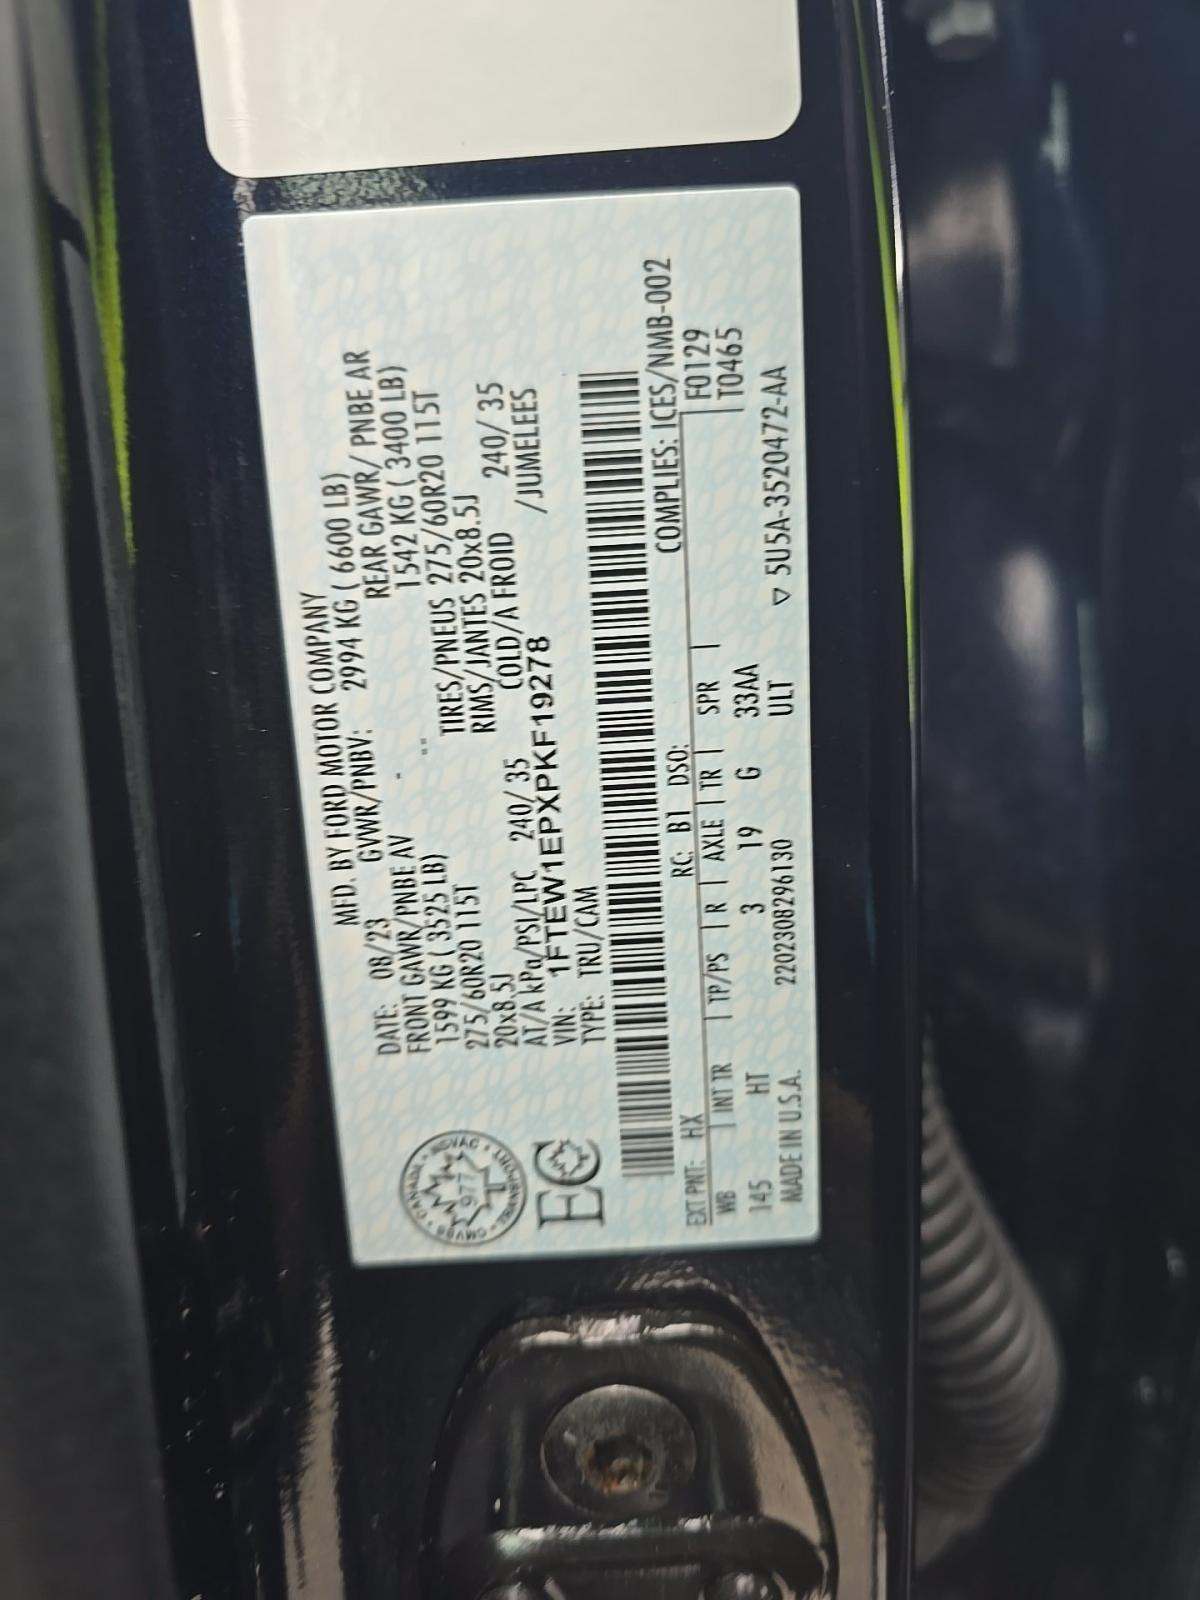 MFD. BY FORD MOTOR COMPANY
DATE: 08/23 GVWR/PNBV: 2994 KG ( 6600 LB)
FRONT GAWR/PNBE AV - REAR GAWR/ PNBE AR
1599 KG ( 3525 LB) -- 1542 KG ( 3400 LB)
275/60R20 115T TIRES/PNEUS 275/60R20 115T
20x8.5J RIMS/JANTES 20x8.5J
AT/A kPa/PSI/LPC 240/ 35 COLD/A FROID 240/ 35
VIN: 1FTEW1EPXPKF19278 /JUMELEES
TYPE: TRU/CAM
CANADA
977
EC
COMPLIES: ICES/NMB-002
EXT PNT: HX RC: B1 DSO: F0129
WB INT TR TP/PS R AXLE TR SPR T0465
145 HT 3 19 G 33AA
MADE IN U.S.A. 2202308296130 ULT ▽ 5U5A-3520472-AA